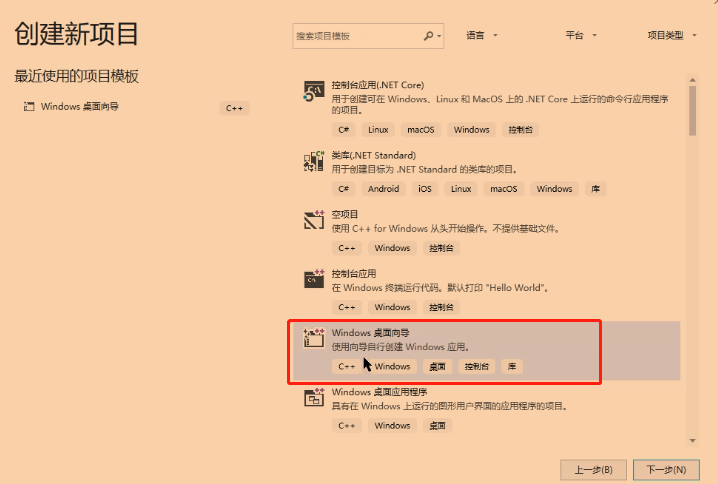 创建新项目
搜索项目模板
语言
平台
项目类型
最近使用的项目模板
Windows 桌面向导
C++
控制台应用(.NET Core)
用于创建可在 Windows、Linux 和 MacOS 上的 .NET Core 上运行的命令行应用程序
的项目。
C# Linux macOS Windows 控制台
类库(.NET Standard)
用于创建目标为 .NET Standard 的类库的项目。
C# Android iOS Linux macOS Windows 库
空项目
使用 C++ for Windows 从头开始操作。不提供基础文件。
C++ Windows 控制台
控制台应用
在 Windows 终端运行代码。默认打印 "Hello World"。
C++ Windows 控制台
Windows 桌面向导
使用向导自行创建 Windows 应用。
C++ Windows 桌面 控制台 库
Windows 桌面应用程序
具有在 Windows 上运行的图形用户界面的应用程序的项目。
C++ Windows 桌面
上一步(B)
下一步(N)